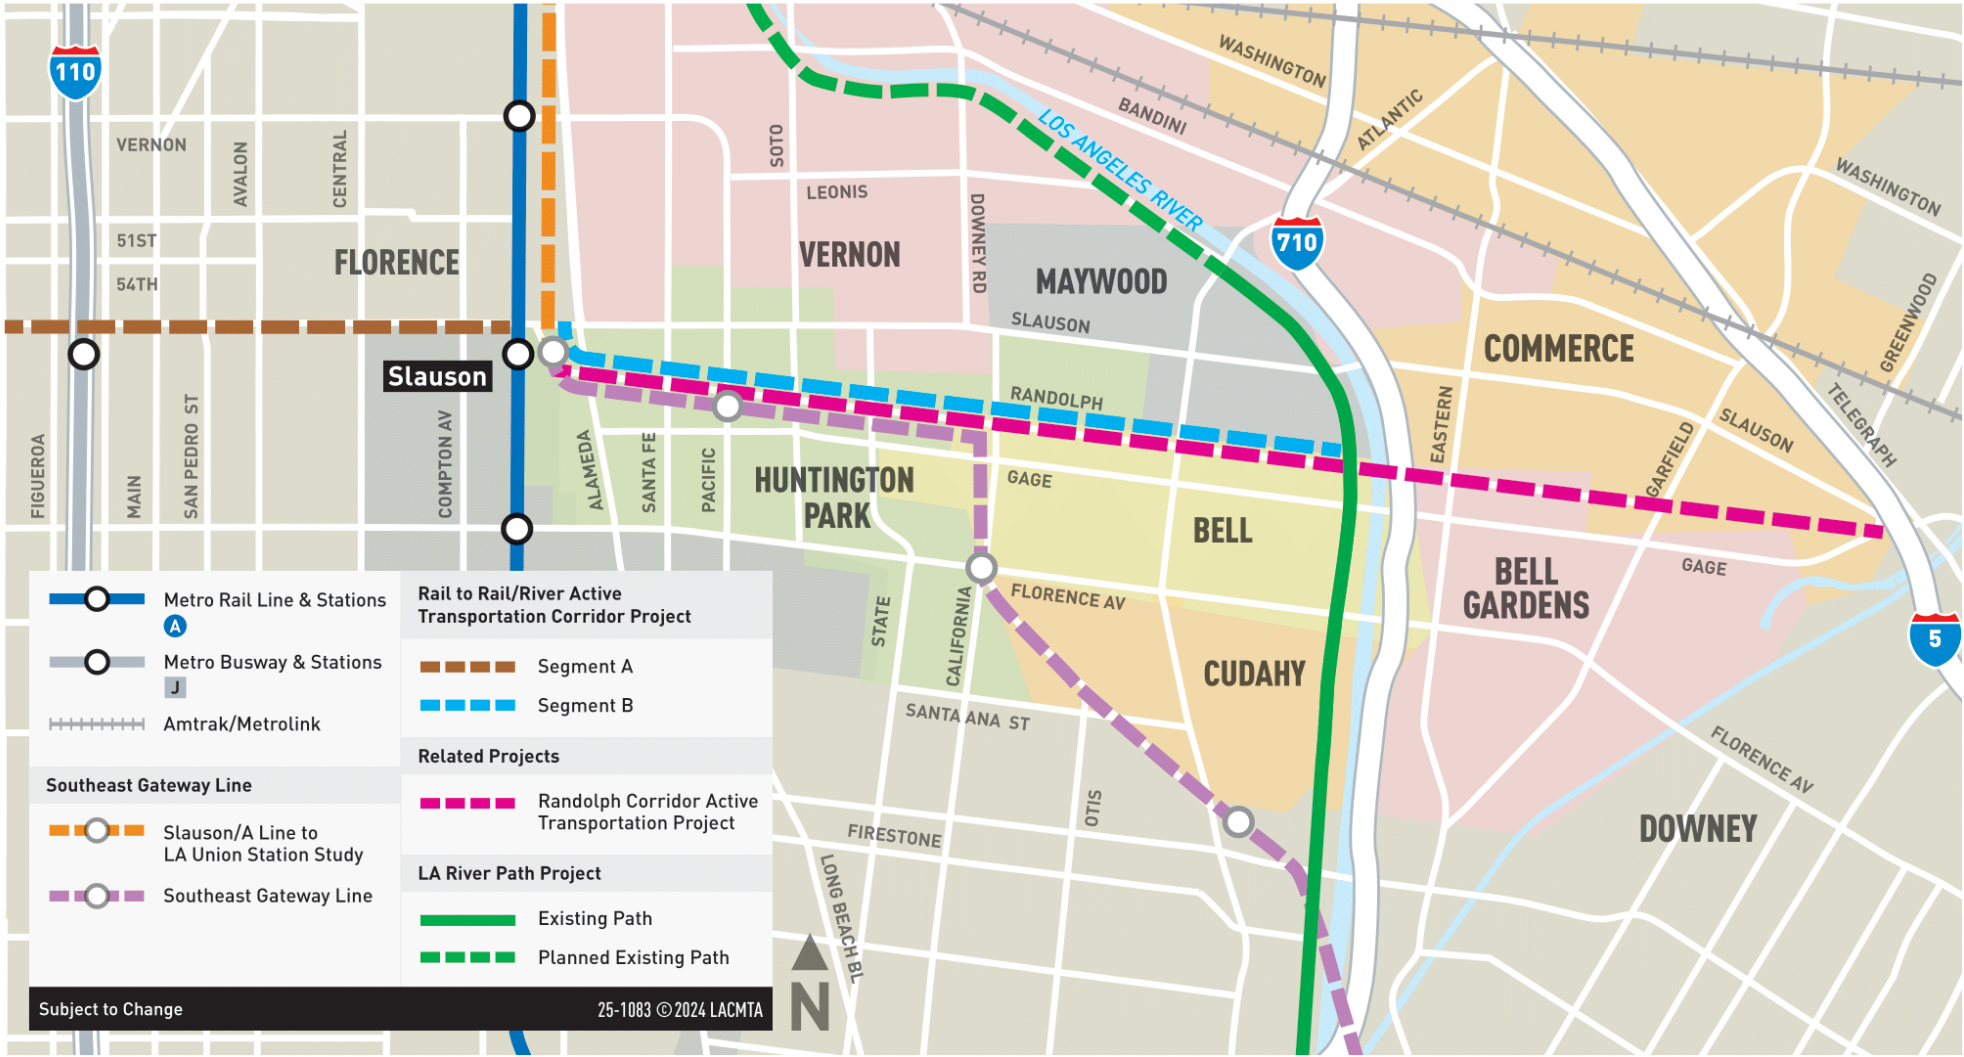 110
VERNON
AVALON
CENTRAL
51ST
54TH
FLORENCE
SOTO
LEONIS
VERNON
DOWNEY RD
WASHINGTON
BANDINI
ATLANTIC
LOS ANGELES RIVER
710
WASHINGTON
GREENWOOD
MAYWOOD
SLAUSON
COMMERCE
Slauson
RANDOLPH
EASTERN
GARFIELD
SLAUSON
TELEGRAPH
FIGUEROA
MAIN
SAN PEDRO ST
COMPTON AV
ALAMEDA
SANTA FE
PACIFIC
HUNTINGTON
PARK
GAGE
BELL
BELL
GARDENS
GAGE
5
STATE
CALIFORNIA
FLORENCE AV
CUDAHY
SANTA ANA ST
OTIS
FIRESTONE
LONG BEACH BL
FLORENCE AV
DOWNEY
N
Metro Rail Line & Stations
A
Metro Busway & Stations
J
Amtrak/Metrolink
Southeast Gateway Line
Slauson/A Line to
LA Union Station Study
Southeast Gateway Line
Rail to Rail/River Active
Transportation Corridor Project
Segment A
Segment B
Related Projects
Randolph Corridor Active
Transportation Project
LA River Path Project
Existing Path
Planned Existing Path
Subject to Change
25-1083 © 2024 LACMTA